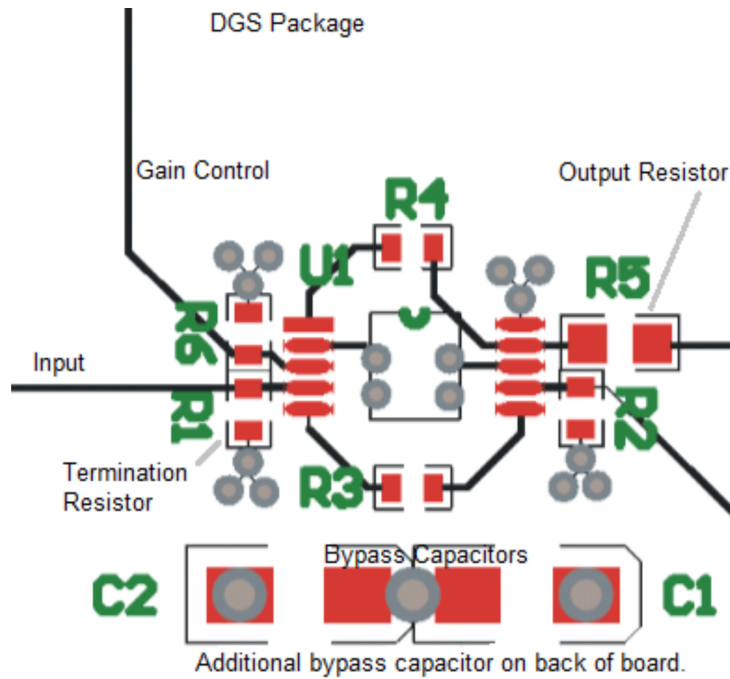 DGS Package
Gain Control
Output Resistor
R4
U1
R5
R6
Input
R1
R2
Termination
Resistor
R3
Bypass Capacitors
C2
C1
Additional bypass capacitor on back of board.